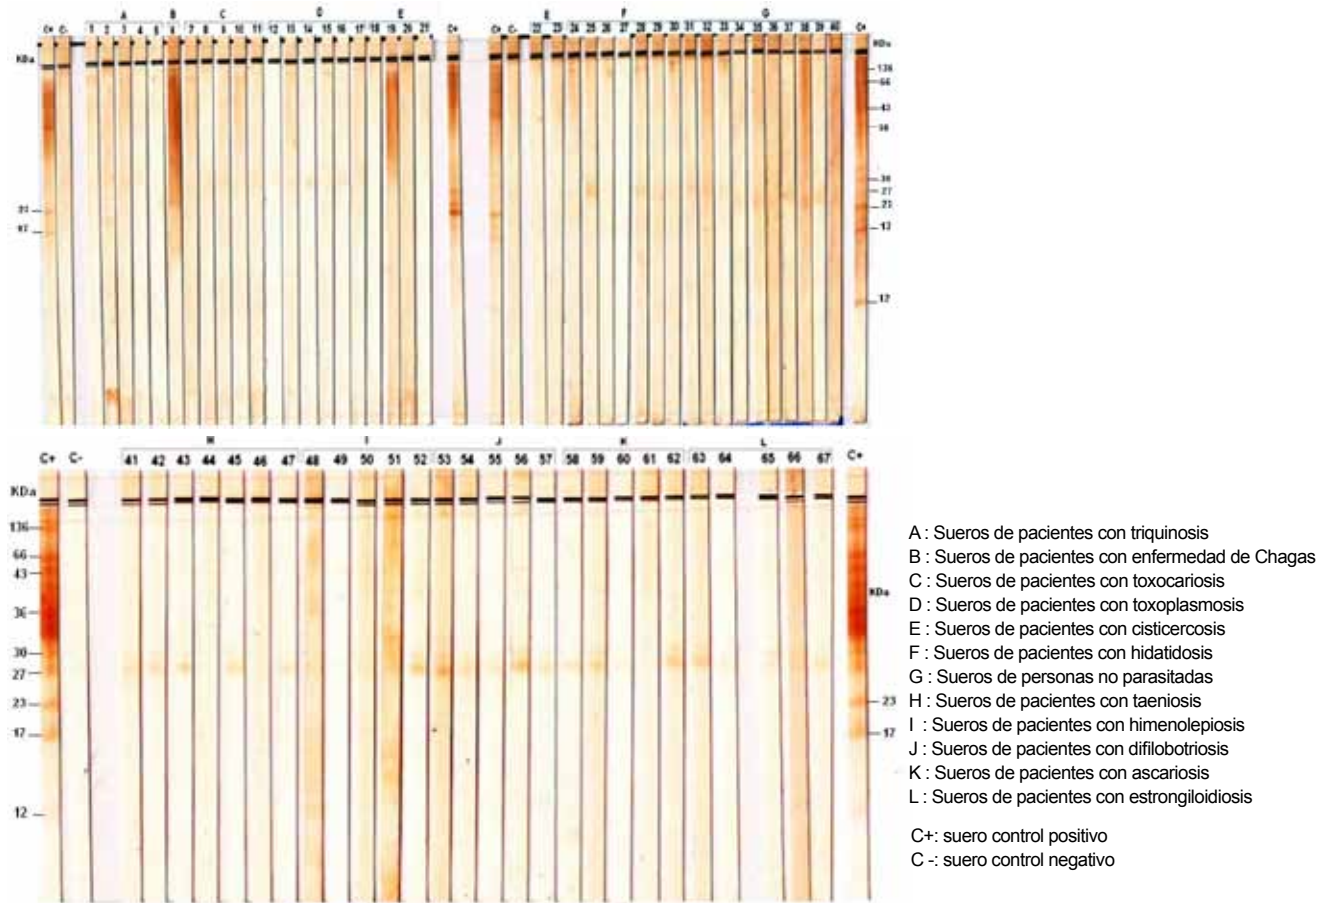 A B C D E E F G
C+ C- 1 2 3 4 5 6 7 8 9 10 11 12 13 14 15 16 17 18 19 20 21 C+ C+ C- 22 23 24 25 26 27 28 29 30 31 32 33 34 35 36 37 38 39 40 C+
KDa KDa
136
66
43
36
30
27
23 23
17 17
12
H I J K L
C+ C- 41 42 43 44 45 46 47 48 49 50 51 52 53 54 55 56 57 58 59 60 61 62 63 64 65 66 67 C+
KDa
136
66
43
KDa
36
30
27
23 23
17 17
12
A : Sueros de pacientes con triquinosis
B : Sueros de pacientes con enfermedad de Chagas
C : Sueros de pacientes con toxocariosis
D : Sueros de pacientes con toxoplasmosis
E : Sueros de pacientes con cisticercosis
F : Sueros de pacientes con hidatidosis
G : Sueros de personas no parasitadas
H : Sueros de pacientes con taeniosis
I : Sueros de pacientes con himenolepiosis
J : Sueros de pacientes con difilobotriosis
K : Sueros de pacientes con ascariosis
L : Sueros de pacientes con estrongiloidiosis
C+: suero control positivo
C -: suero control negativo